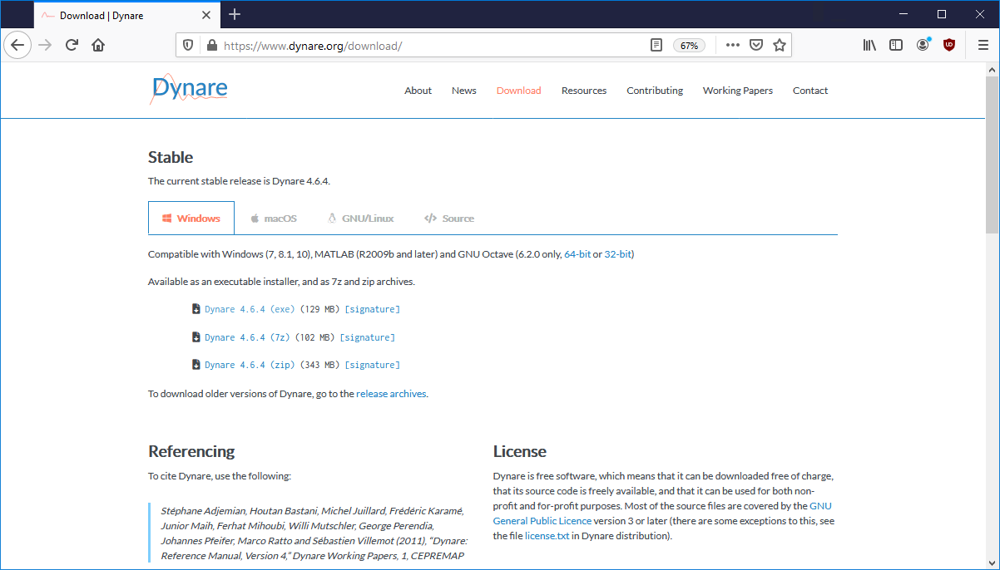 Download | Dynare
https://www.dynare.org/download/
67%
Dynare
About News Download Resources Contributing Working Papers Contact
Stable
The current stable release is Dynare 4.6.4.
Windows macOS GNU/Linux Source
Compatible with Windows (7, 8.1, 10), MATLAB (R2009b and later) and GNU Octave (6.2.0 only, 64-bit or 32-bit)
Available as an executable installer, and as 7z and zip archives.
Dynare 4.6.4 (exe) (129 MB) [signature]
Dynare 4.6.4 (7z) (102 MB) [signature]
Dynare 4.6.4 (zip) (343 MB) [signature]
To download older versions of Dynare, go to the release archives.
Referencing
To cite Dynare, use the following:
Stéphane Adjemian, Houtan Bastani, Michel Juillard, Frédéric Karamé,
Junior Maih, Ferhat Mihoubi, Willi Mutschler, George Perendia,
Johannes Pfeifer, Marco Ratto and Sébastien Villemot (2011), “Dynare:
Reference Manual, Version 4,” Dynare Working Papers, 1, CEPREMAP
License
Dynare is free software, which means that it can be downloaded free of charge,
that its source code is freely available, and that it can be used for both non-
profit and for-profit purposes. Most of the source files are covered by the GNU
General Public Licence version 3 or later (there are some exceptions to this, see
the file license.txt in Dynare distribution).